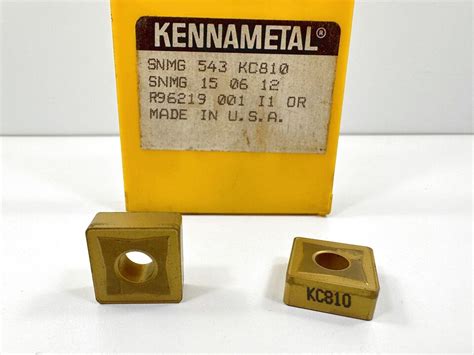 KENNAMETAL®
SNMG 543 KC810
SNMG 15 06 12
R96219 001 I1 OR
MADE IN U.S.A.
KC810